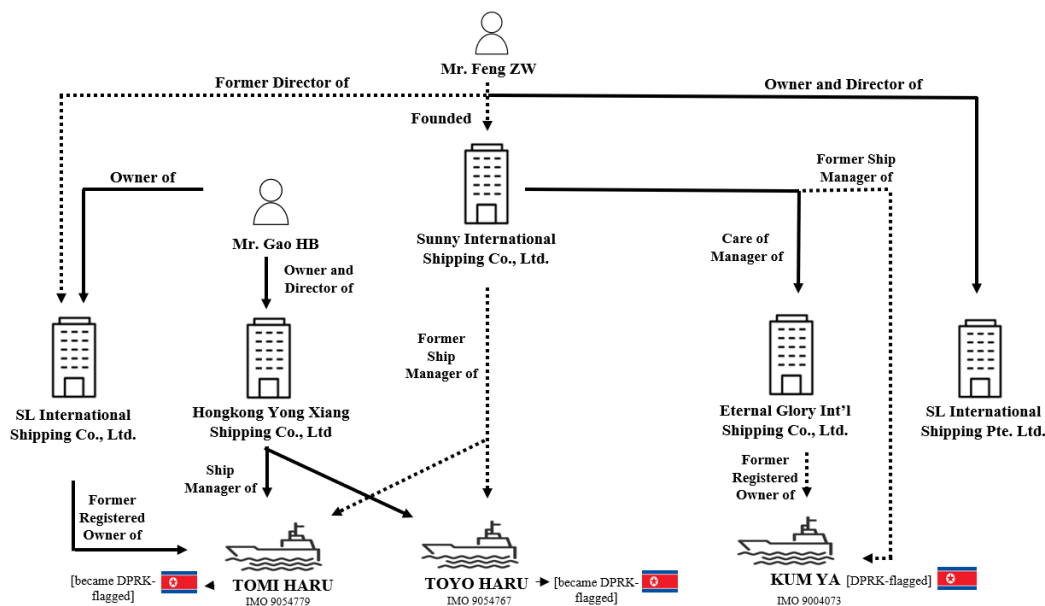 Mr. Feng ZW
Former Director of
Owner and Director of
Founded
Former Ship
Manager of
Owner of
Mr. Gao HB
Sunny International
Shipping Co., Ltd.
Care of
Manager of
Owner and
Director of
Former
Ship
Manager of
SL International
Shipping Co., Ltd.
Hongkong Yong Xiang
Shipping Co., Ltd
Eternal Glory Int'l
Shipping Co., Ltd.
SL International
Shipping Pte. Ltd.
Ship
Manager of
Former
Registered
Owner of
Former
Registered
Owner of
[became DPRK-
flagged]
TOMI HARU
IMO 9054779
TOYO HARU
IMO 9054767
[became DPRK-
flagged]
KUM YA
IMO 9004073
[DPRK-flagged]